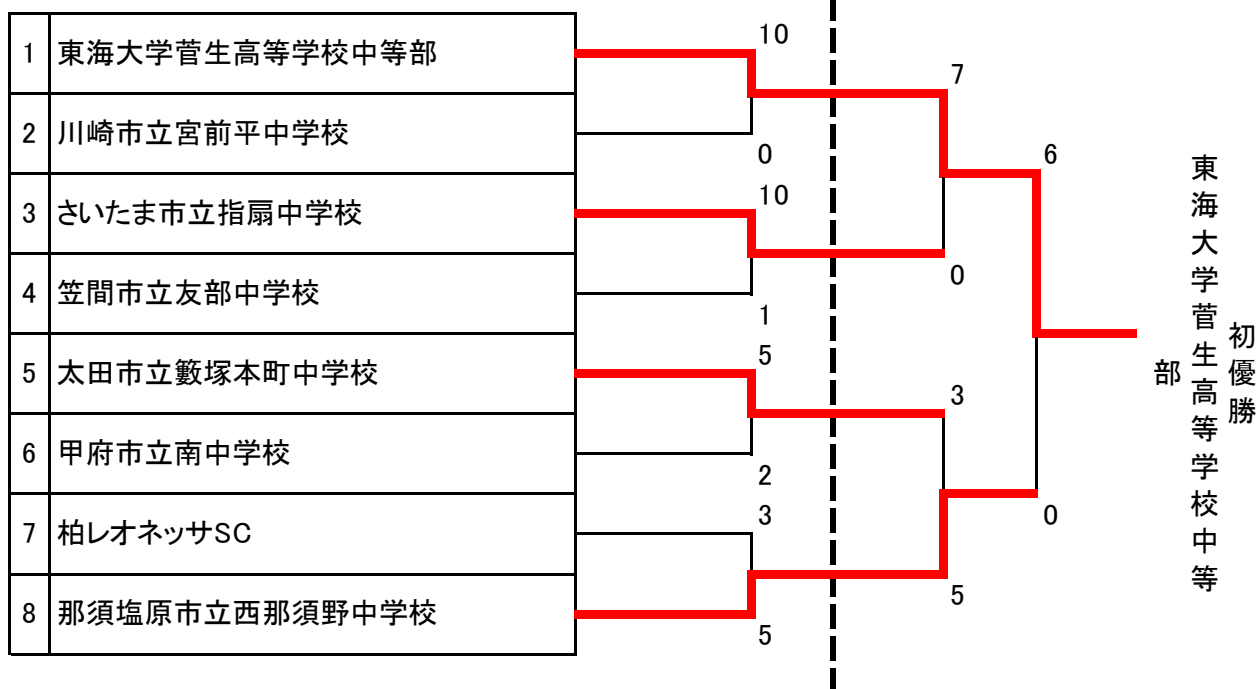 1 東海大学菅生高等学校中等部
2 川崎市立宮前平中学校
3 さいたま市立指扇中学校
4 笠間市立友部中学校
5 太田市立籔塚本町中学校
6 甲府市立南中学校
7 柏レオネッサSC
8 那須塩原市立西那須野中学校
10
0
10
1
5
2
3
5
7
0
3
5
6
0
初優勝
東海大学菅生高等学校中等
部